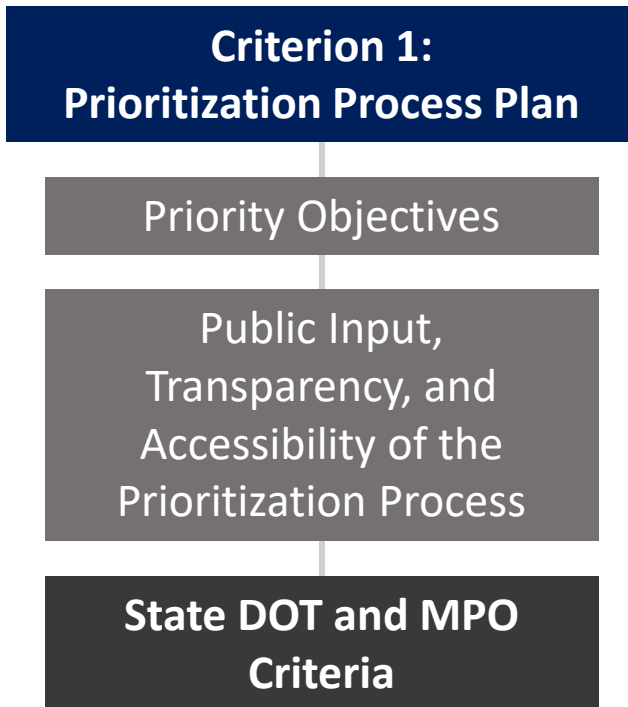 Criterion 1:
Prioritization Process Plan
Priority Objectives
Public Input,
Transparency, and
Accessibility of the
Prioritization Process
State DOT and MPO
Criteria